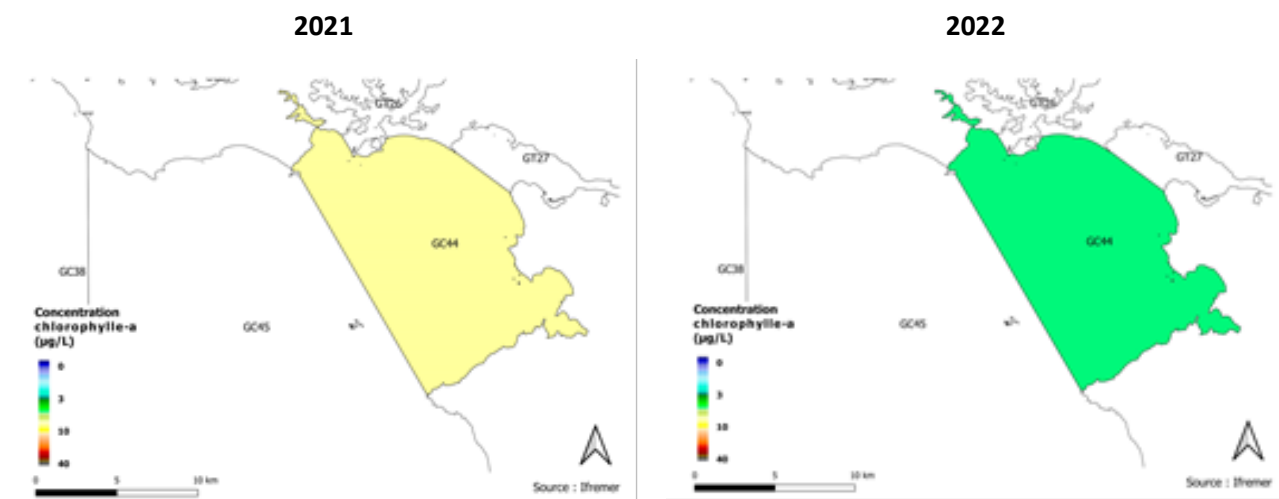 2021
2022
GT26
GT27
GC44
GC38
GC45
Concentration
chlorophylle-a
(µg/L)
0
3
10
40
0 5 10 km
Source : Ifremer
GT26
GT27
GC44
GC38
GC45
Concentration
chlorophylle-a
(µg/L)
0
3
10
40
0 5 10 km
Source : Ifremer